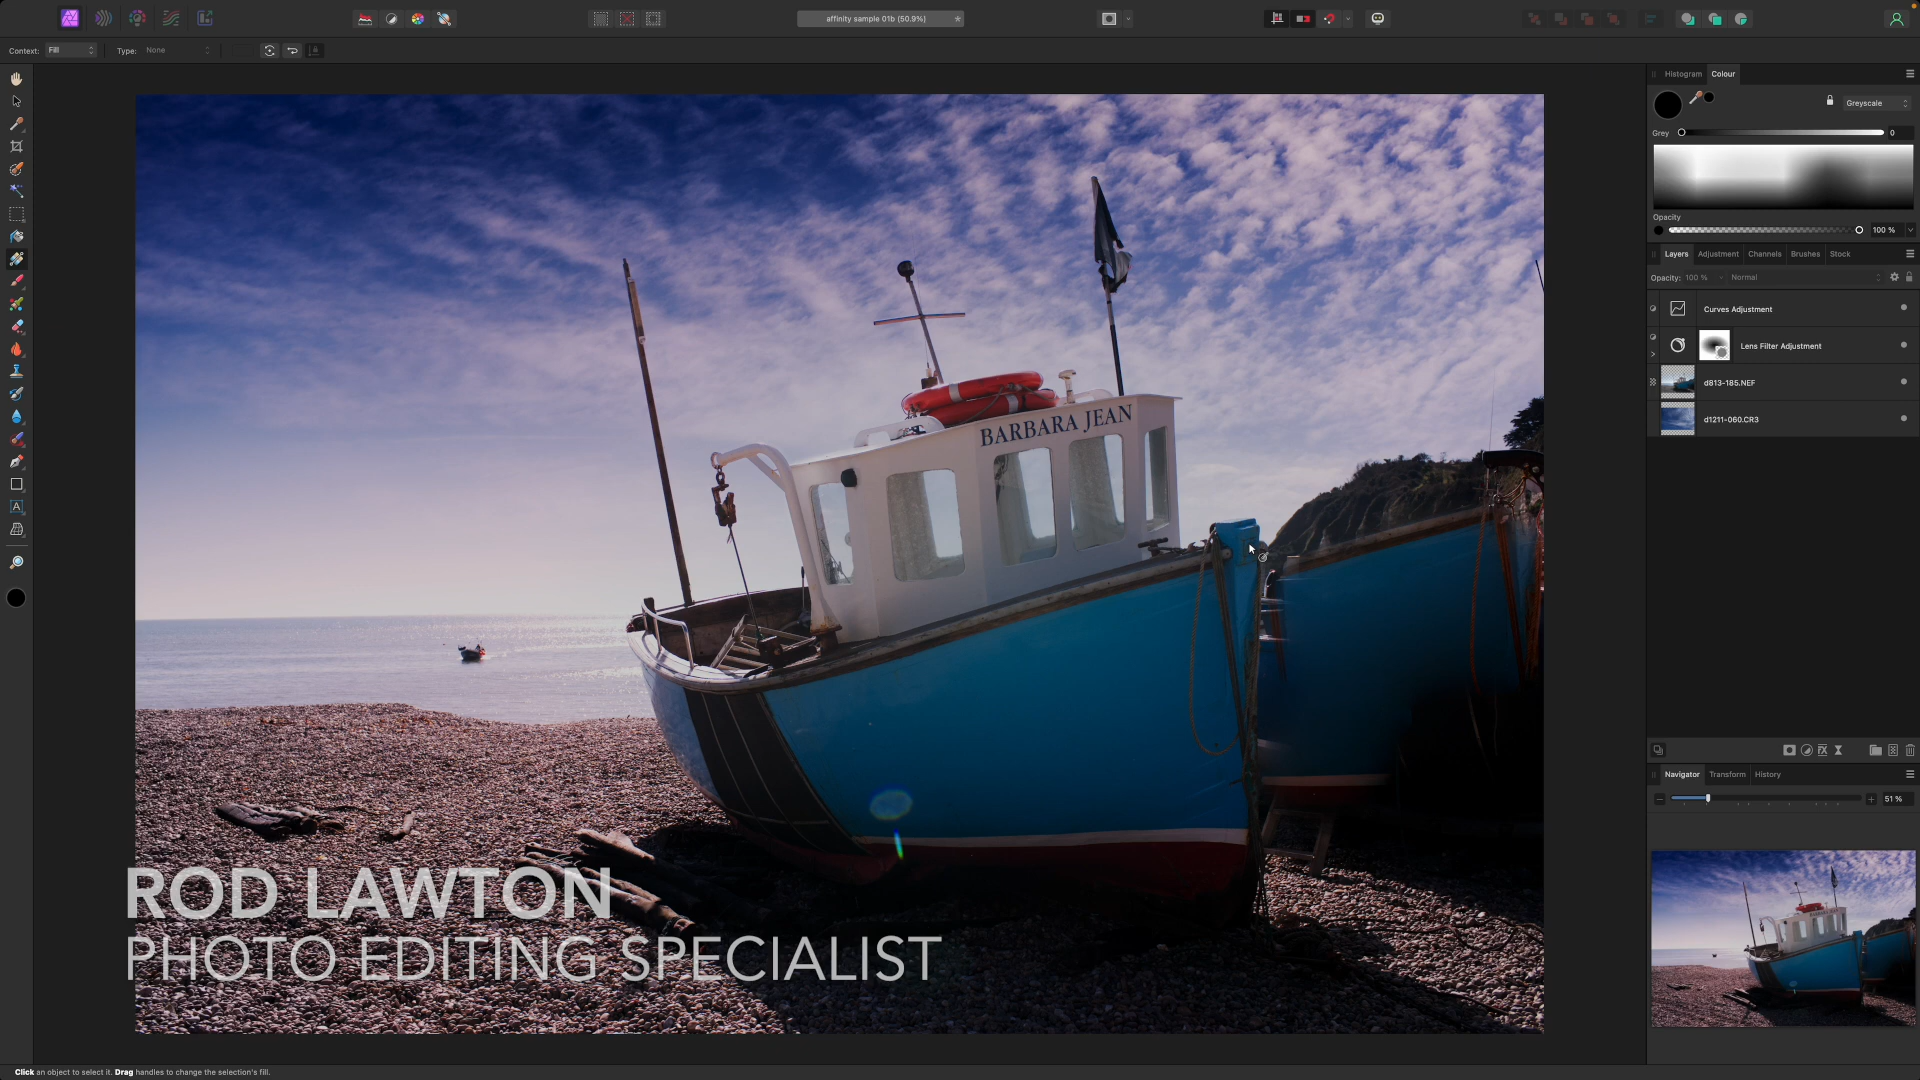 affinity sample 01b (50.9%)
Context: Fill
Type: None
Histogram Colour
Greyscale
Grey 0
Opacity
100 %
Layers Adjustment Channels Brushes Stock
Opacity: 100 % Normal
Curves Adjustment
Lens Filter Adjustment
d813-185.NEF
d1211-060.CR3
BARBARA JEAN
Navigator Transform History
51 %
ROD LAWTON
PHOTO EDITING SPECIALIST
Click an object to select it. Drag handles to change the selection's fill.